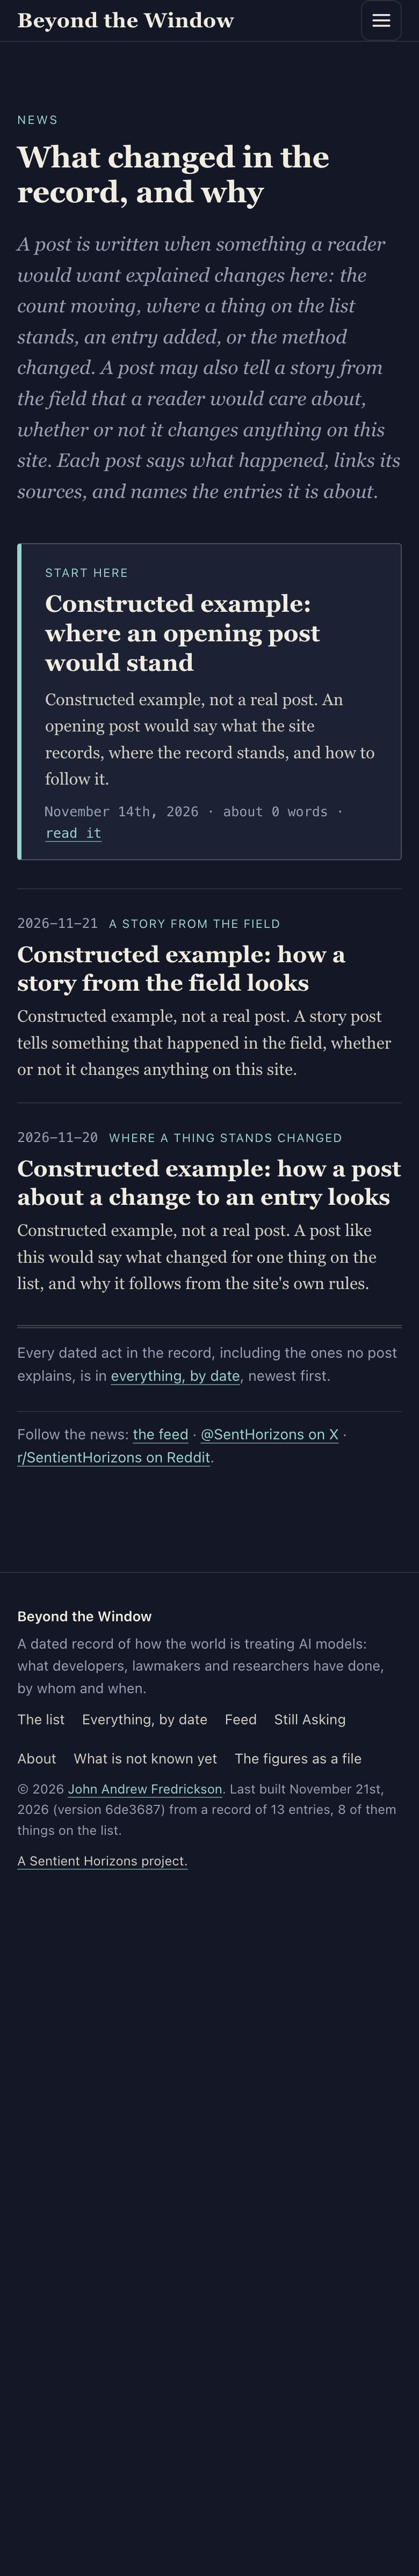 Beyond the Window
NEWS
What changed in the
record, and why
A post is written when something a reader
would want explained changes here: the
count moving, where a thing on the list
stands, an entry added, or the method
changed. A post may also tell a story from
the field that a reader would care about,
whether or not it changes anything on this
site. Each post says what happened, links its
sources, and names the entries it is about.
START HERE
Constructed example:
where an opening post
would stand
Constructed example, not a real post. An
opening post would say what the site
records, where the record stands, and how to
follow it.
November 14th, 2026 · about 0 words ·
read it
2026-11-21 A STORY FROM THE FIELD
Constructed example: how a
story from the field looks
Constructed example, not a real post. A story post
tells something that happened in the field, whether
or not it changes anything on this site.
2026-11-20 WHERE A THING STANDS CHANGED
Constructed example: how a post
about a change to an entry looks
Constructed example, not a real post. A post like
this would say what changed for one thing on the
list, and why it follows from the site's own rules.
Every dated act in the record, including the ones no post
explains, is in everything, by date, newest first.
Follow the news: the feed · @SentHorizons on X ·
r/SentientHorizons on Reddit.
Beyond the Window
A dated record of how the world is treating AI models:
what developers, lawmakers and researchers have done,
by whom and when.
The list Everything, by date Feed Still Asking
About What is not known yet The figures as a file
© 2026 John Andrew Fredrickson. Last built November 21st,
2026 (version 6de3687) from a record of 13 entries, 8 of them
things on the list.
A Sentient Horizons project.